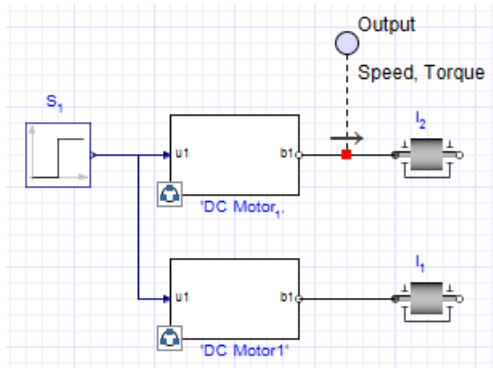 Output
Speed, Torque
S₁
I₂
u1
b1
'DC Motor₁'
I₁
u1
b1
'DC Motor1'